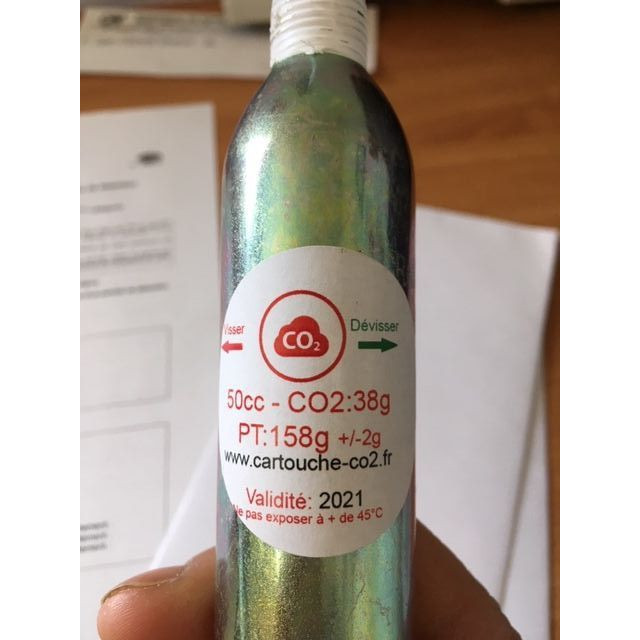 Visser
Dévisser
CO2
50cc - CO2:38g
PT:158g +/-2g
www.cartouche-co2.fr
Validité: 2021
Ne pas exposer à + de 45°C